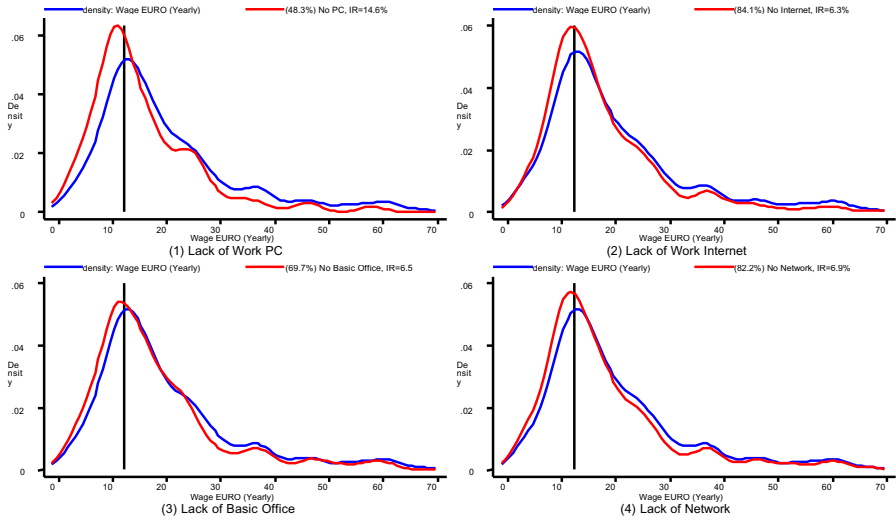 density: Wage EURO (Yearly) (48.3%) No PC, IR=14.6%
.06
.04
.02
0
De
nsit
y
0 10 20 30 40 50 60 70
Wage EURO (Yearly)
(1) Lack of Work PC
density: Wage EURO (Yearly) (84.1%) No Internet, IR=6.3%
.06
.04
.02
0
De
nsit
y
0 10 20 30 40 50 60 70
Wage EURO (Yearly)
(2) Lack of Work Internet
density: Wage EURO (Yearly) (69.7%) No Basic Office, IR=6.5
.06
.04
.02
0
De
nsit
y
0 10 20 30 40 50 60 70
Wage EURO (Yearly)
(3) Lack of Basic Office
density: Wage EURO (Yearly) (82.2%) No Network, IR=6.9%
.06
.04
.02
0
De
nsit
y
0 10 20 30 40 50 60 70
Wage EURO (Yearly)
(4) Lack of Network